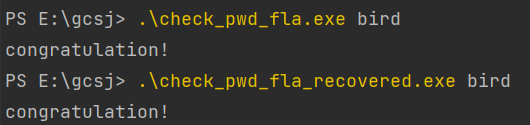 PS E:\gcsj> .\check_pwd_fla.exe bird
congratulation!
PS E:\gcsj> .\check_pwd_fla_recovered.exe bird
congratulation!